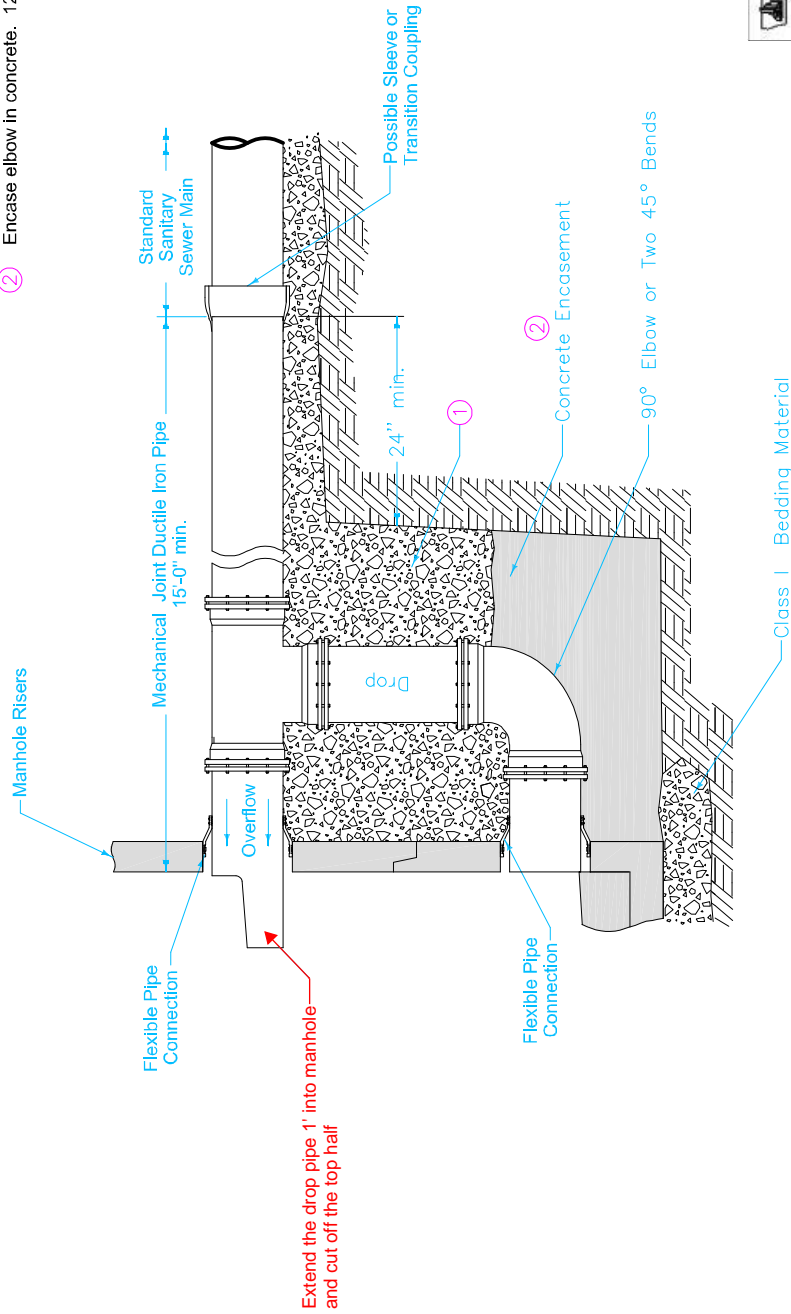 ② Encase elbow in concrete. 12
Manhole Risers
Standard
Sanitary
Sewer Main
Mechanical Joint Ductile Iron Pipe
15'-0" min.
Possible Sleeve or
Transition Coupling
Flexible Pipe
Connection
Overflow
24" min.
①
②
Concrete Encasement
Drop
90° Elbow or Two 45° Bends
Extend the drop pipe 1' into manhole
and cut off the top half
Flexible Pipe
Connection
Class I Bedding Material